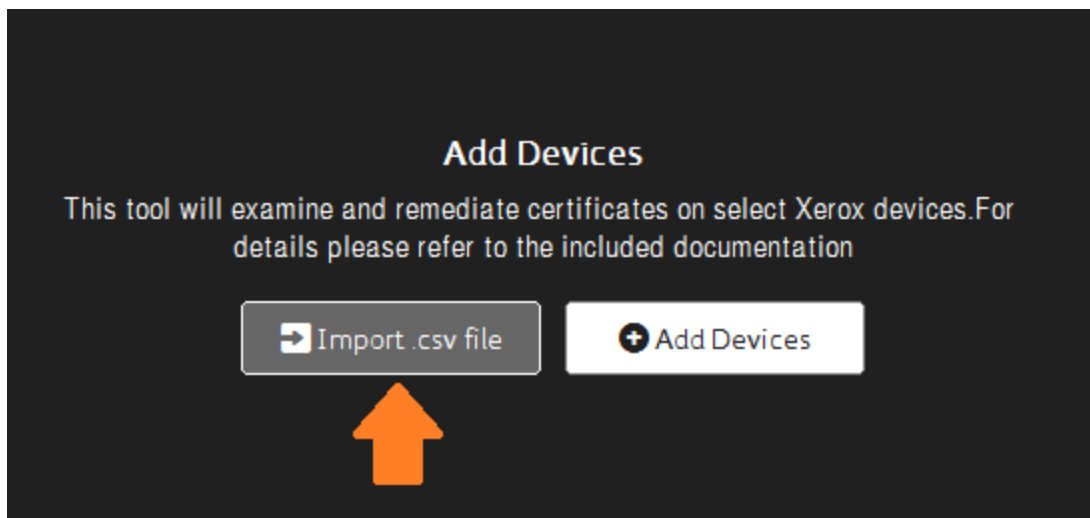 Add Devices
This tool will examine and remediate certificates on select Xerox devices.For
details please refer to the included documentation
Import .csv file
Add Devices